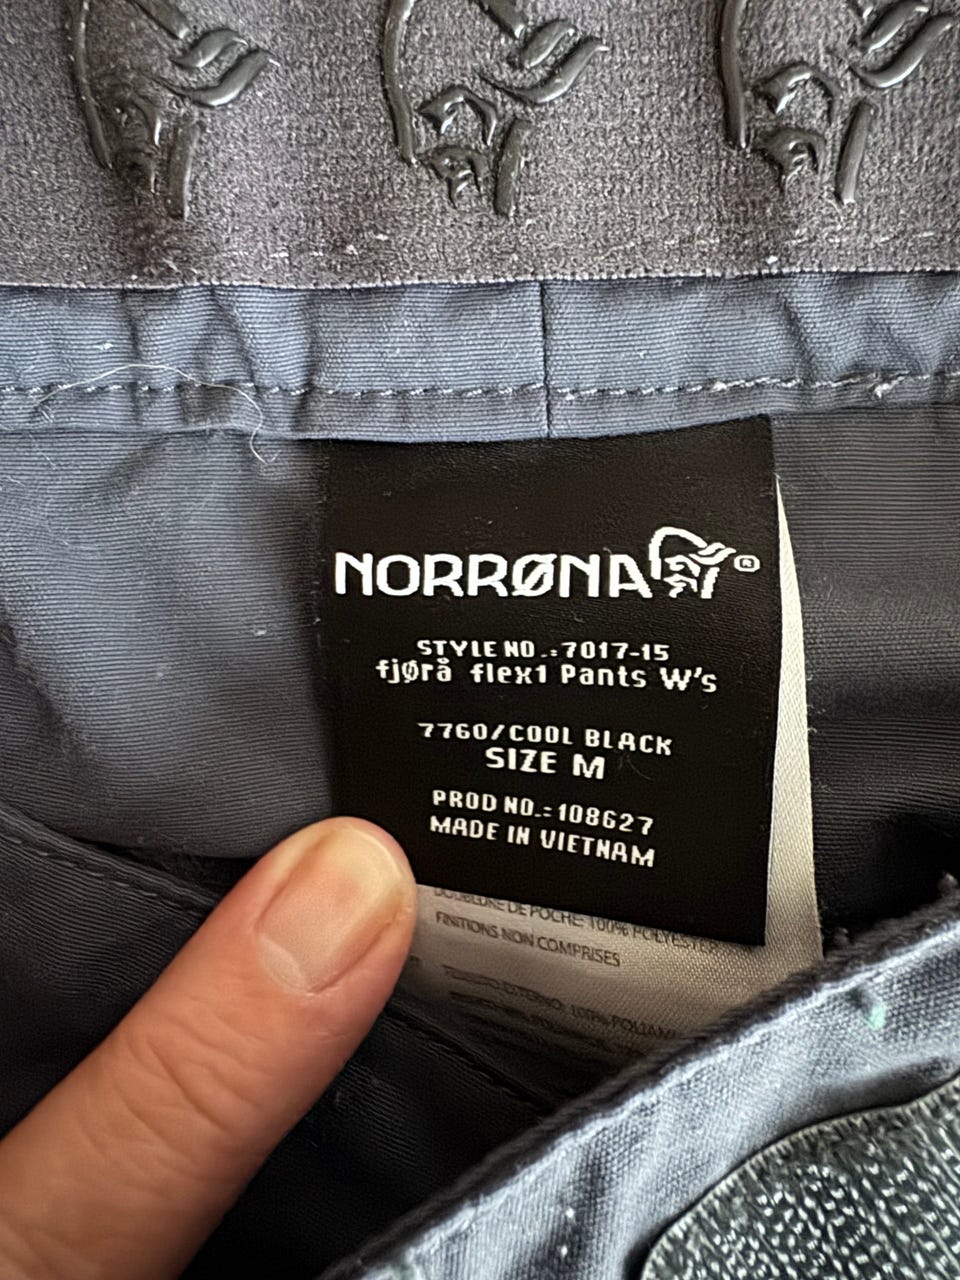 NORRØNA®
STYLE NO.:7017-15
fjørå flex1 Pants W's
7760/COOL BLACK
SIZE M
PROD NO.:108627
MADE IN VIETNAM
DOUBLURE DE POCHE: 100% POLYESTER
FINITIONS NON COMPRISES